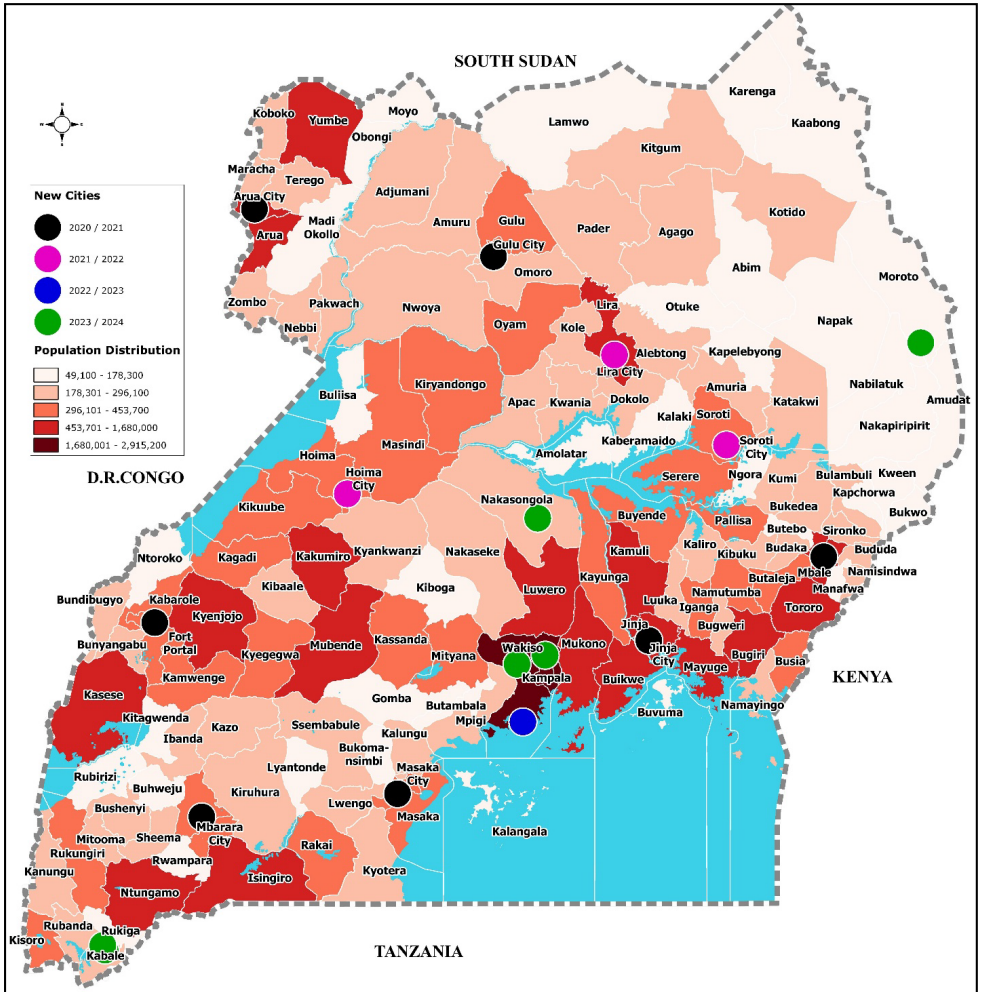 SOUTH SUDAN
Karenga
Moyo
Kaabong
Koboko
Yumbe
Lamwo
N
W
E
S
Obongi
Kitgum
Maracha
Terego
Adjumani
New Cities
Arua City
Kotido
2020 / 2021
Madi
Okollo
Amuru
Gulu
Pader
Agago
Arua
Gulu City
2021 / 2022
Omoro
Abim
Moroto
2022 / 2023
Zombo
Pakwach
Nwoya
Lira
Otuke
2023 / 2024
Nebbi
Oyam
Kole
Napak
Population Distribution
Alebtong
Kapelebyong
49,100 - 178,300
Lira City
178,301 - 296,100
Kiryandongo
Amuria
Nabilatuk
296,101 - 453,700
Buliisa
Apac
Kwania
Dokolo
Katakwi
Amudat
453,701 - 1,680,000
Kalaki
Soroti
1,680,001 - 2,915,200
Nakapiripirit
Masindi
Kaberamaido
Hoima
Amolatar
Soroti
City
D.R.CONGO
Hoima
City
Serere
Ngora
Kumi
Bulambuli
Kween
Kapchorwa
Nakasongola
Kikuube
Bukedea
Bukwo
Buyende
Pallisa
Butebo
Sironko
Ntoroko
Kagadi
Kakumiro
Kyankwanzi
Nakaseke
Kamuli
Kaliro
Kibuku
Budaka
Bududa
Mbale
Namisindwa
Kibaale
Kiboga
Luwero
Kayunga
Butaleja
Manafwa
Bundibugyo
Kabarole
Luuka
Namutumba
Iganga
Tororo
Kyenjojo
Bugweri
Fort
Portal
Bunyangabu
Mubende
Kassanda
Wakiso
Mukono
Jinja
Jinja
City
Kyegegwa
Mityana
Bugiri
Busia
Kamwenge
Kampala
Buikwe
Mayuge
KENYA
Kasese
Gomba
Butambala
Buvuma
Namayingo
Kitagwenda
Kazo
Ssembabule
Mpigi
Ibanda
Kalungu
Bukoma-
nsimbi
Rubirizi
Lyantonde
Masaka
City
Buhweju
Kiruhura
Bushenyi
Lwengo
Masaka
Mbarara
City
Kalangala
Mitooma
Sheema
Rakai
Rukungiri
Rwampara
Kanungu
Kyotera
Isingiro
Ntungamo
Rubanda
Rukiga
Kisoro
Kabale
TANZANIA